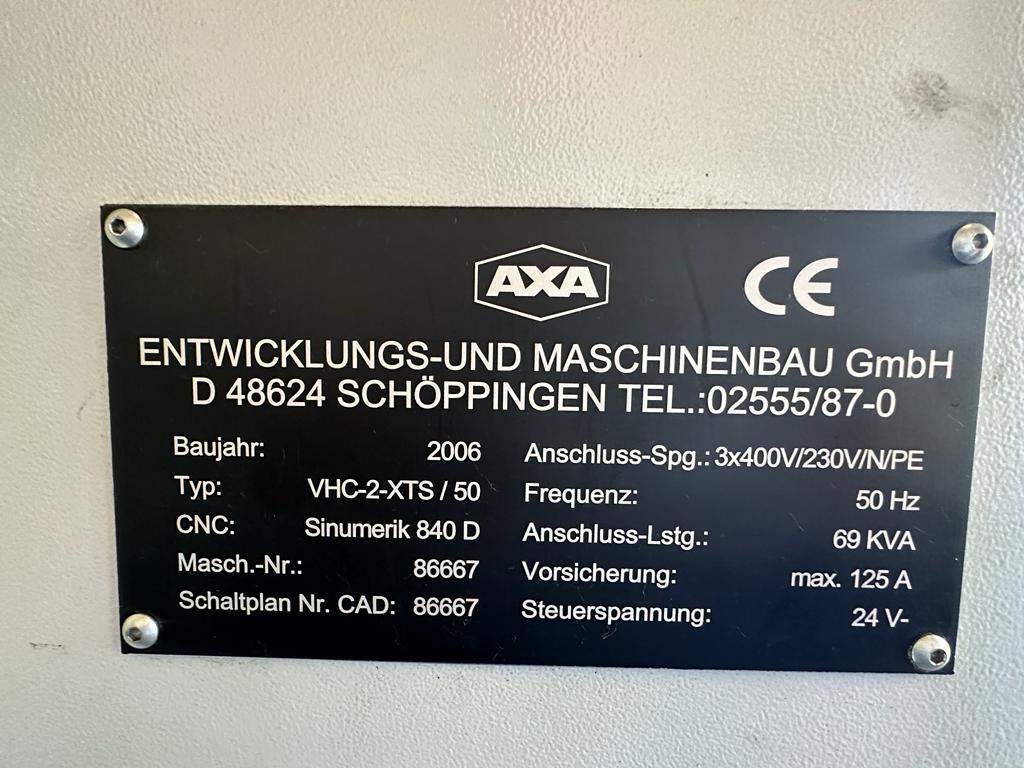 AXA CE
ENTWICKLUNGS-UND MASCHINENBAU GmbH
D 48624 SCHÖPPINGEN TEL.:02555/87-0
Baujahr: 2006 Anschluss-Spg.: 3x400V/230V/N/PE
Typ: VHC-2-XTS / 50 Frequenz: 50 Hz
CNC: Sinumerik 840 D Anschluss-Lstg.: 69 KVA
Masch.-Nr.: 86667 Vorsicherung: max. 125 A
Schaltplan Nr. CAD: 86667 Steuerspannung: 24 V-